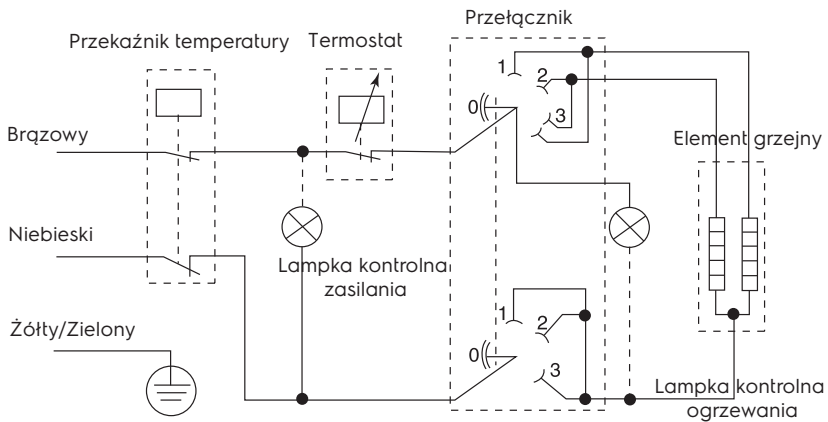 Przełącznik
Przekaźnik temperatury
Termostat
1
2
0
3
Brązowy
Element grzejny
Niebieski
Lampka kontrolna
zasilania
1
2
0
3
Żółty/Zielony
Lampka kontrolna
ogrzewania